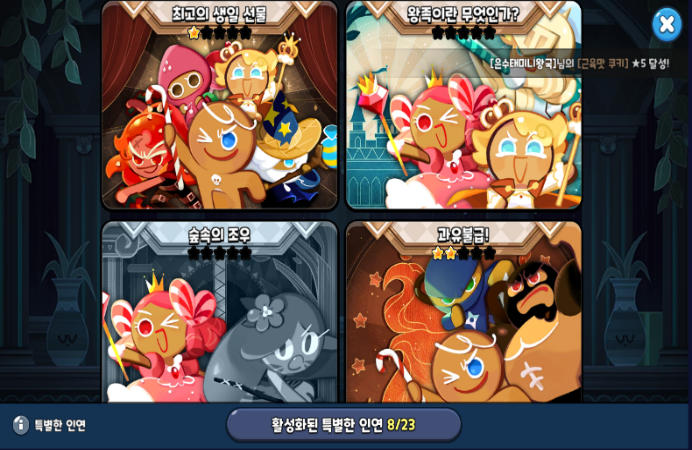 최고의 생일 선물
왕족이란 무엇인가?
[은수태미니왕국]님의 [근육맛 쿠키] ★5 달성!
숲속의 조우
과유불급!
특별한 인연
활성화된 특별한 인연 8/23